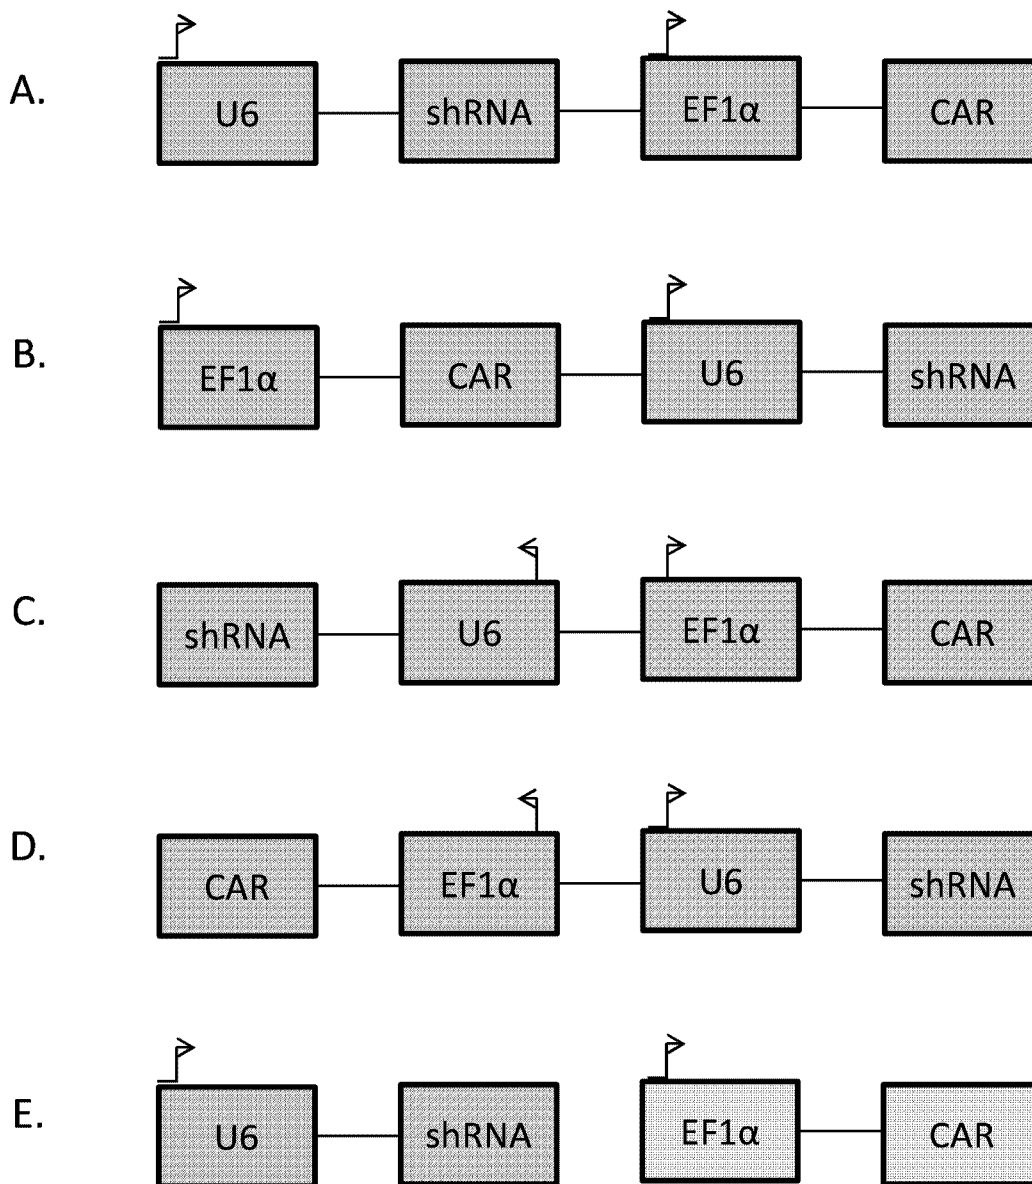 A. U6 shRNA EF1α CAR
B. EF1α CAR U6 shRNA
C. shRNA U6 EF1α CAR
D. CAR EF1α U6 shRNA
E. U6 shRNA EF1α CAR